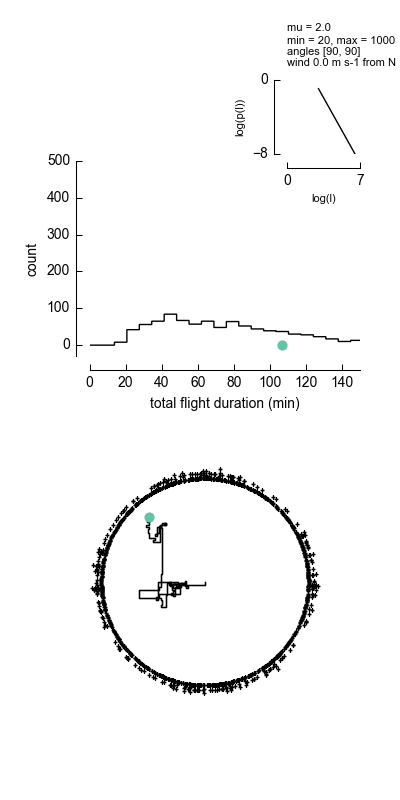 mu = 2.0
min = 20, max = 1000
angles [90, 90]
wind 0.0 m s-1 from N
0
log(p(l))
−8
0 7
log(l)
500
400
300
count
200
100
0
0 20 40 60 80 100 120 140
total flight duration (min)